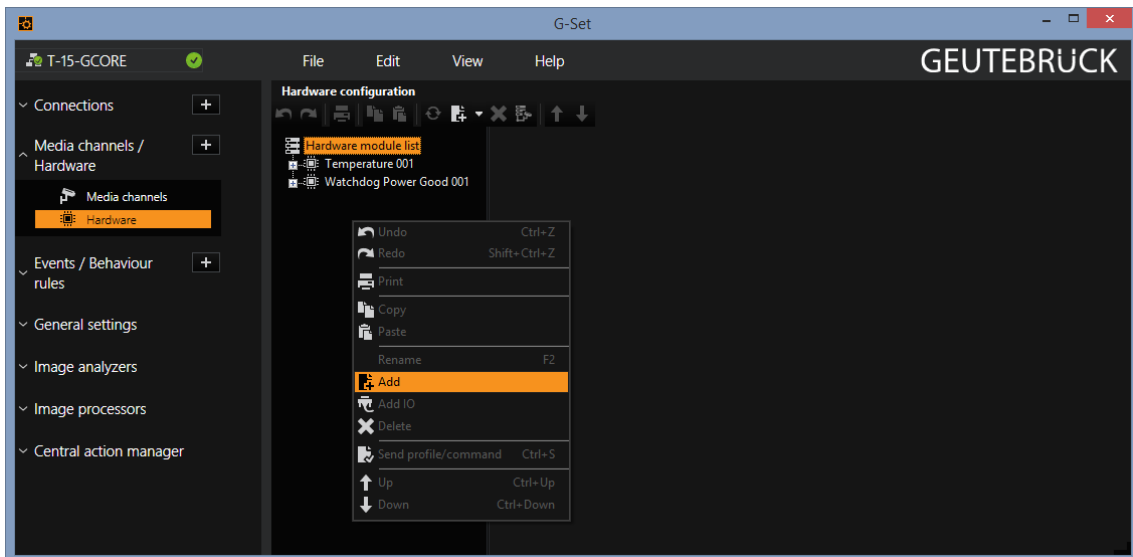 G-Set
T-15-GCORE
File Edit View Help
GEUTEBRÜCK
Connections
Media channels /
Hardware
Media channels
Hardware
Events / Behaviour
rules
General settings
Image analyzers
Image processors
Central action manager
Hardware configuration
Hardware module list
Temperature 001
Watchdog Power Good 001
Undo Ctrl+Z
Redo Shift+Ctrl+Z
Print
Copy
Paste
Rename F2
Add
Add IO
Delete
Send profile/command Ctrl+S
Up Ctrl+Up
Down Ctrl+Down